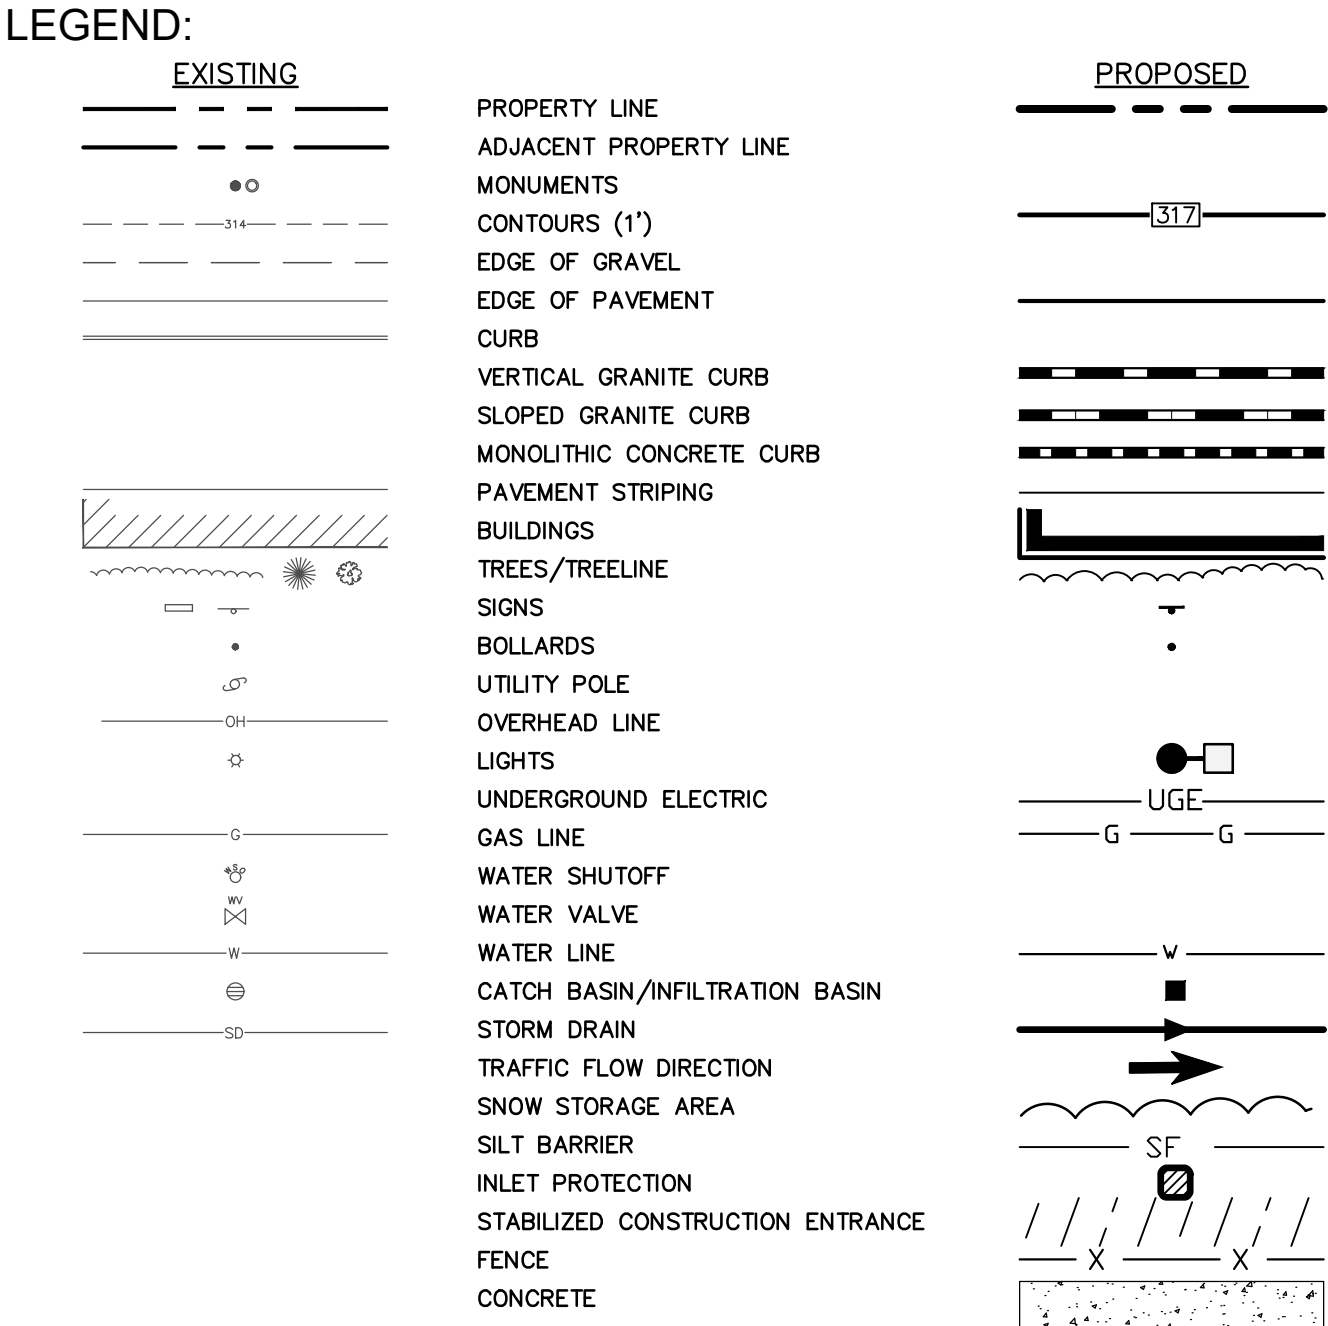 LEGEND:
EXISTING PROPOSED
PROPERTY LINE
ADJACENT PROPERTY LINE
MONUMENTS
314 CONTOURS (1') 317
EDGE OF GRAVEL
EDGE OF PAVEMENT
CURB
VERTICAL GRANITE CURB
SLOPED GRANITE CURB
MONOLITHIC CONCRETE CURB
PAVEMENT STRIPING
BUILDINGS
TREES/TREELINE
SIGNS
BOLLARDS
UTILITY POLE
OH OVERHEAD LINE
LIGHTS
UNDERGROUND ELECTRIC UGE
G GAS LINE G G
WATER SHUTOFF
WV WATER VALVE
W WATER LINE W
CATCH BASIN/INFILTRATION BASIN
SD STORM DRAIN
TRAFFIC FLOW DIRECTION
SNOW STORAGE AREA
SILT BARRIER SF
INLET PROTECTION
STABILIZED CONSTRUCTION ENTRANCE
FENCE X X
CONCRETE